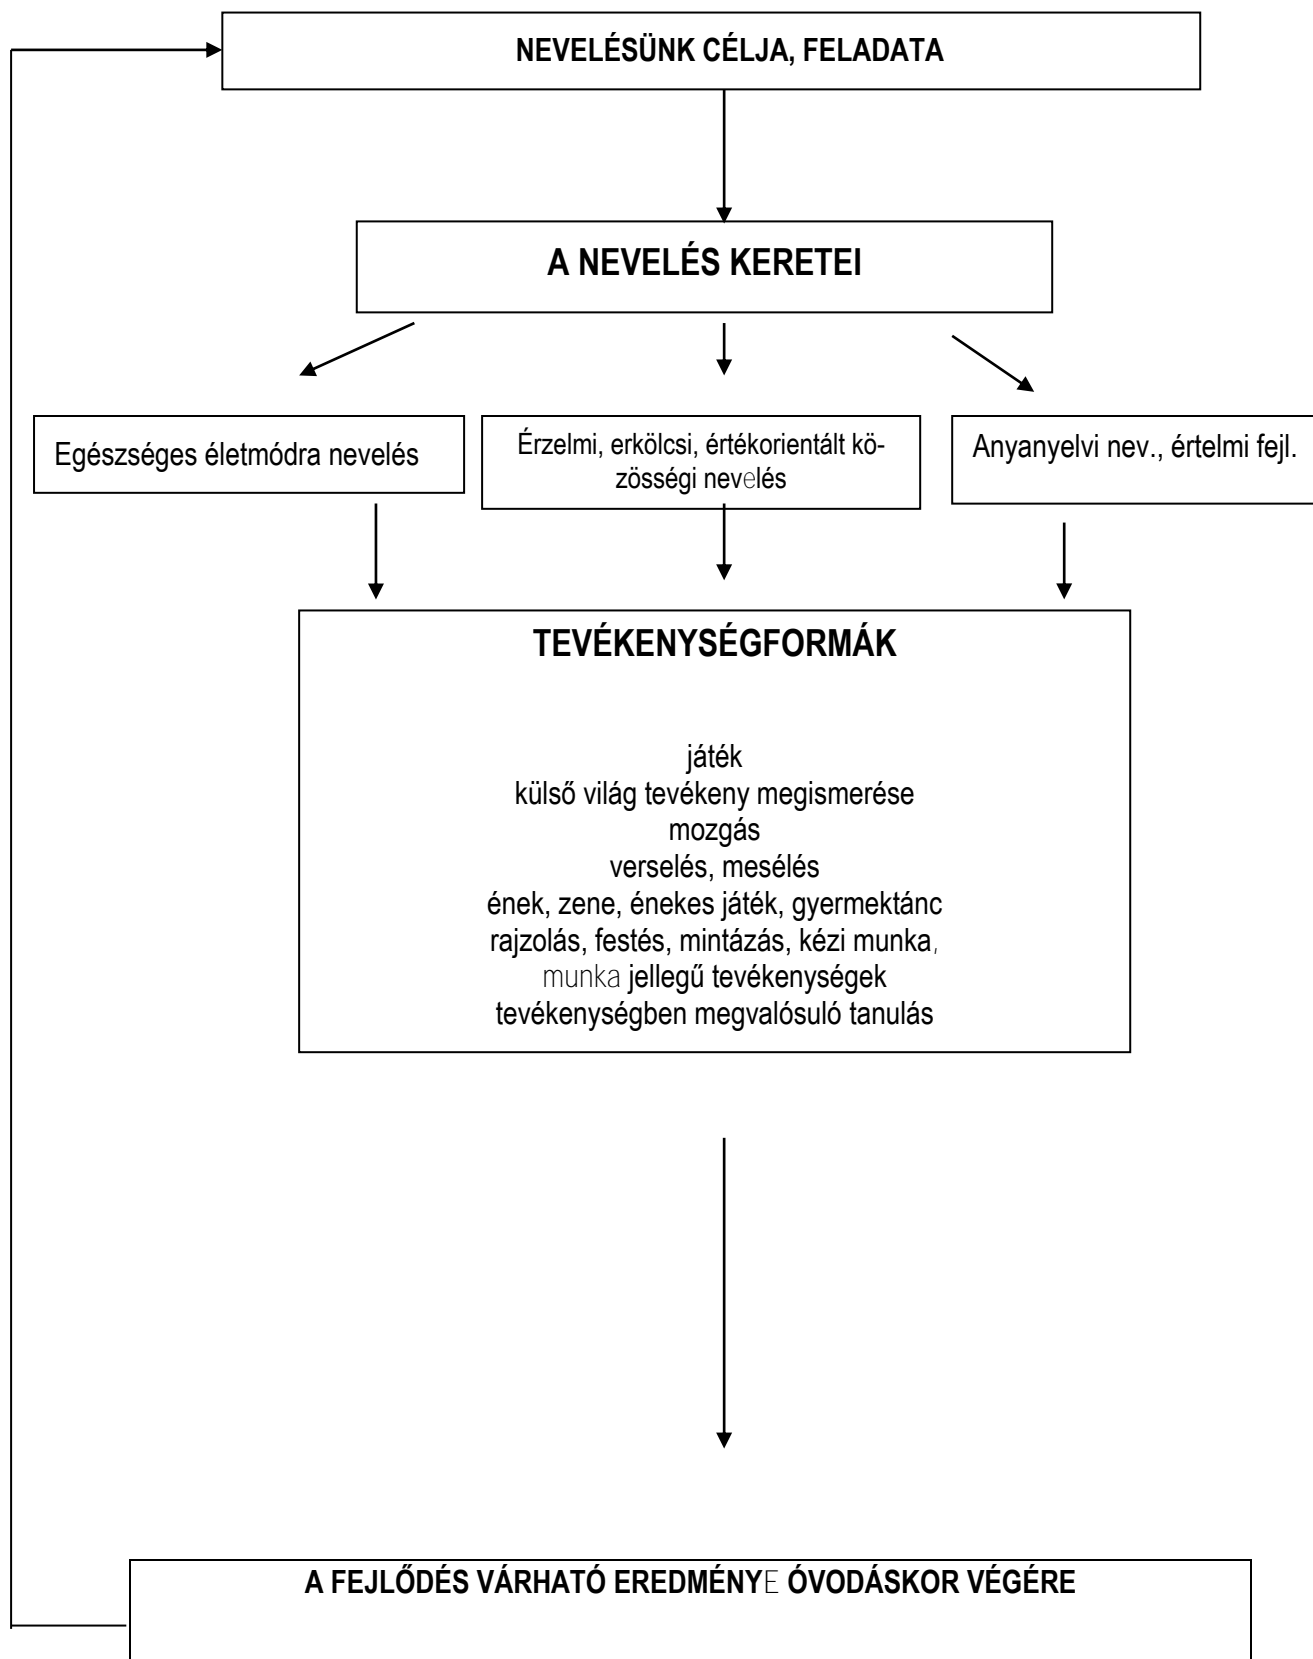 NEVELÉSÜNK CÉLJA, FELADATA
A NEVELÉS KERETEI
Egészséges életmódra nevelés
Érzelmi, erkölcsi, értékorientált kö-
zösségi nevelés
Anyanyelvi nev., értelmi fejl.
TEVÉKENYSÉGFORMÁK
játék
külső világ tevékeny megismerése
mozgás
verselés, mesélés
ének, zene, énekes játék, gyermektánc
rajzolás, festés, mintázás, kézi munka,
munka jellegű tevékenységek
tevékenységben megvalósuló tanulás
A FEJLŐDÉS VÁRHATÓ EREDMÉNYE ÓVODÁSKOR VÉGÉRE